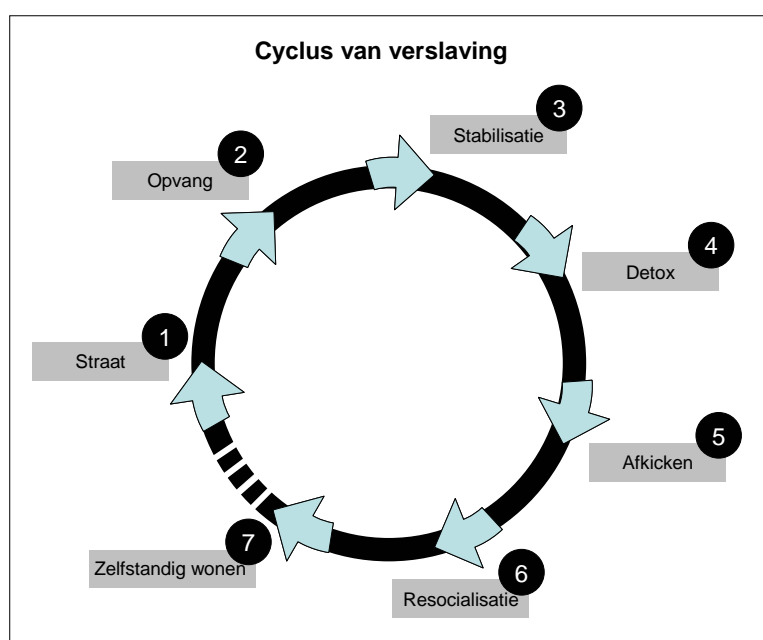 Cyclus van verslaving
3
Stabilisatie
2
Opvang
4
Detox
1
Straat
5
Afkicken
7
Zelfstandig wonen
6
Resocialisatie